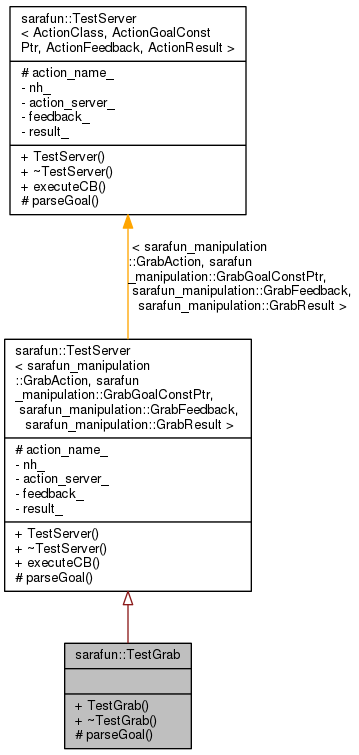 sarafun::TestServer
< ActionClass, ActionGoalConst
Ptr, ActionFeedback, ActionResult >
# action_name_
- nh_
- action_server_
- feedback_
- result_
+ TestServer()
+ ~TestServer()
+ executeCB()
# parseGoal()
< sarafun_manipulation
::GrabAction, sarafun
_manipulation::GrabGoalConstPtr,
sarafun_manipulation::GrabFeedback,
sarafun_manipulation::GrabResult >
sarafun::TestServer
< sarafun_manipulation
::GrabAction, sarafun
_manipulation::GrabGoalConstPtr,
sarafun_manipulation::GrabFeedback,
sarafun_manipulation::GrabResult >
# action_name_
- nh_
- action_server_
- feedback_
- result_
+ TestServer()
+ ~TestServer()
+ executeCB()
# parseGoal()
sarafun::TestGrab
+ TestGrab()
+ ~TestGrab()
# parseGoal()